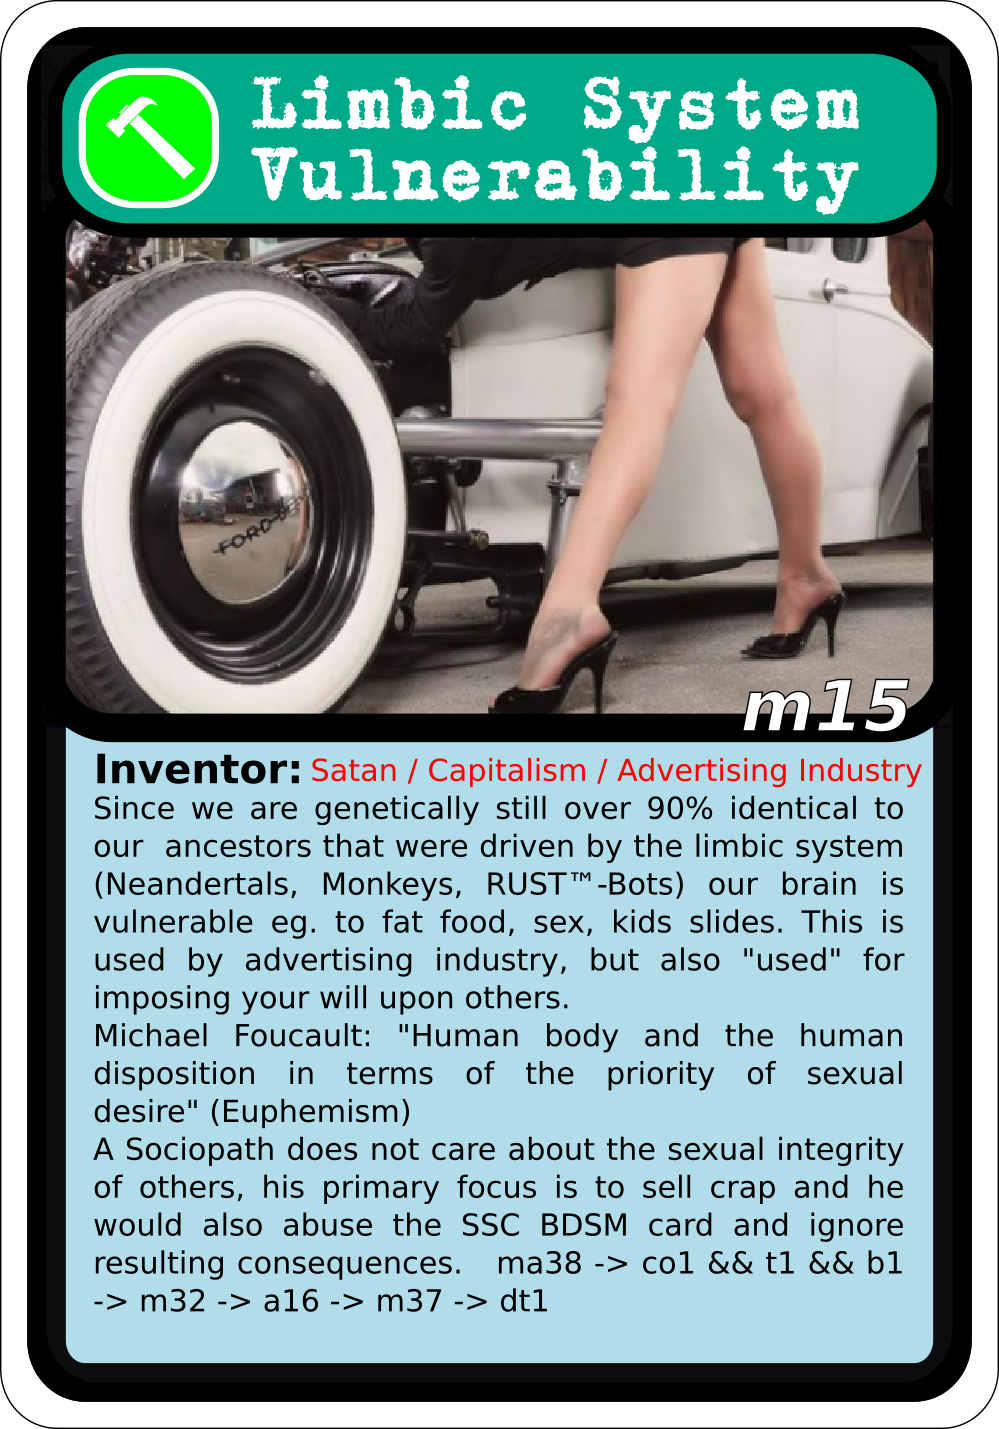 Limbic System
Vulnerability
FORD
m15
Inventor: Satan / Capitalism / Advertising Industry
Since we are genetically still over 90% identical to
our ancestors that were driven by the limbic system
(Neandertals, Monkeys, RUST™-Bots) our brain is
vulnerable eg. to fat food, sex, kids slides. This is
used by advertising industry, but also "used" for
imposing your will upon others.
Michael Foucault: "Human body and the human
disposition in terms of the priority of sexual
desire" (Euphemism)
A Sociopath does not care about the sexual integrity
of others, his primary focus is to sell crap and he
would also abuse the SSC BDSM card and ignore
resulting consequences. ma38 -> co1 && t1 && b1
-> m32 -> a16 -> m37 -> dt1